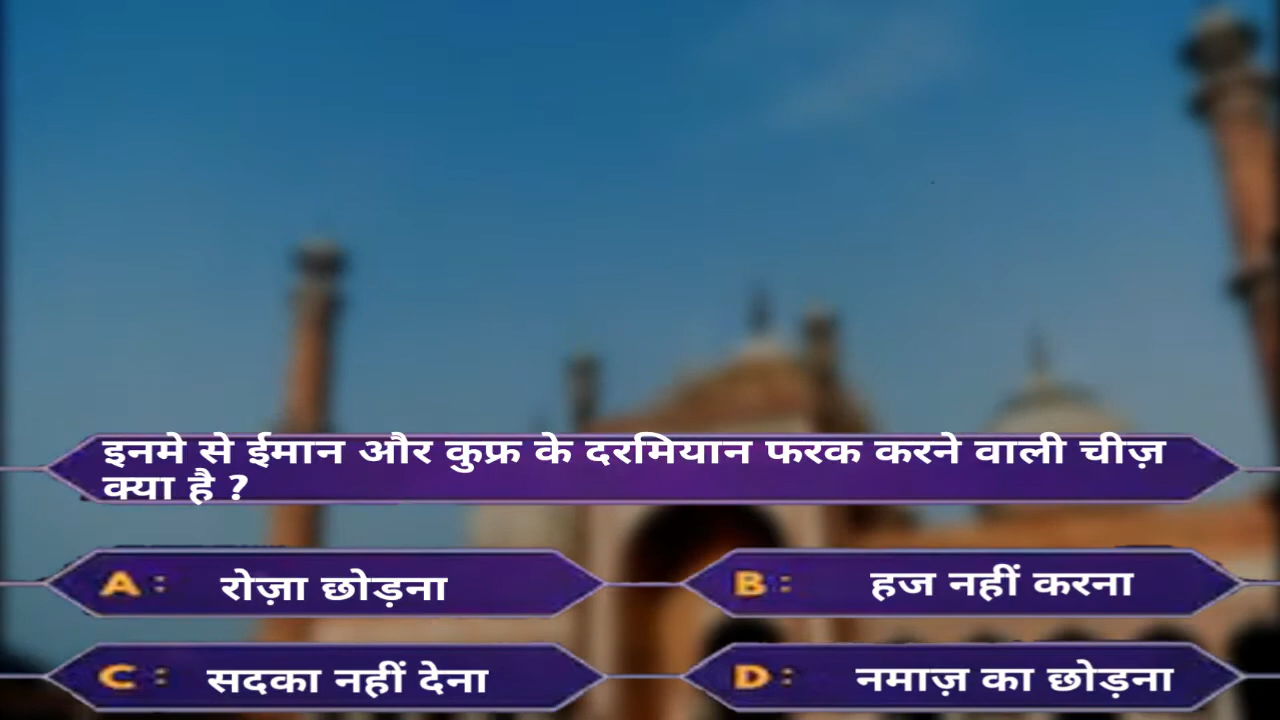 इनमे से ईमान और कुफ्र के दरमियान फरक करने वाली चीज़
क्या है ?
A : रोज़ा छोड़ना
B : हज नहीं करना
C : सदका नहीं देना
D : नमाज़ का छोड़ना